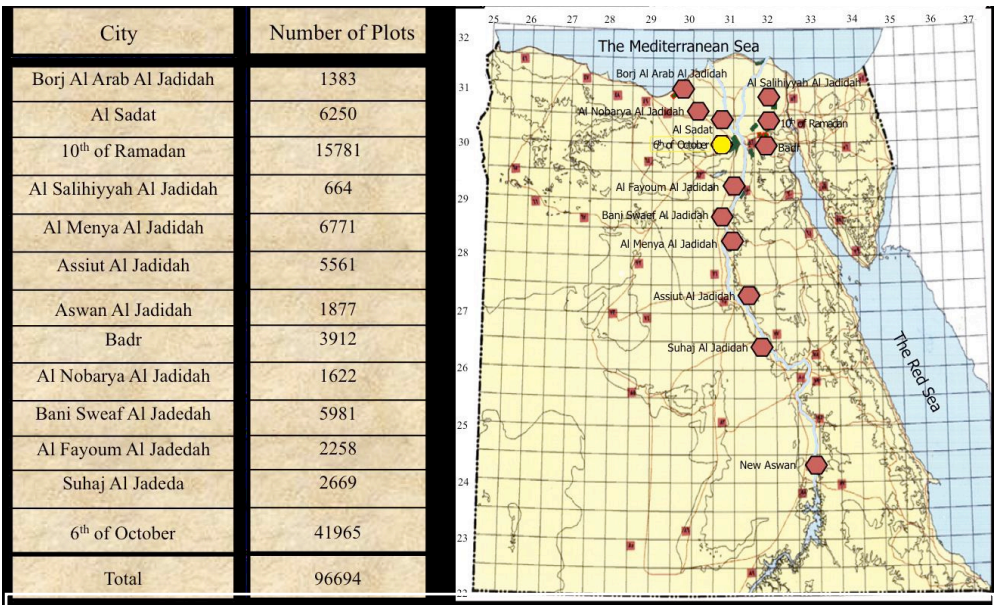 City Number of Plots
Borj Al Arab Al Jadidah 1383
Al Sadat 6250
10th of Ramadan 15781
Al Salihiyyah Al Jadidah 664
Al Menya Al Jadidah 6771
Assiut Al Jadidah 5561
Aswan Al Jadidah 1877
Badr 3912
Al Nobarya Al Jadidah 1622
Bani Sweaf Al Jadedah 5981
Al Fayoum Al Jadedah 2258
Suhaj Al Jadeda 2669
6th of October 41965
Total 96694
25 26 27 28 29 30 31 32 33 34 35 36 37
32
31
30
29
28
27
26
25
24
23
22
The Mediterranean Sea
Borj Al Arab Al Jadidah
Al Salihiyyah Al Jadidah
Al Nobarya Al Jadidah
10th of Ramadan
Al Sadat
6th of October
Badr
Al Fayoum Al Jadidah
Bani Swaef Al Jadidah
Al Menya Al Jadidah
Assiut Al Jadidah
Suhaj Al Jadidah
The Red Sea
New Aswan